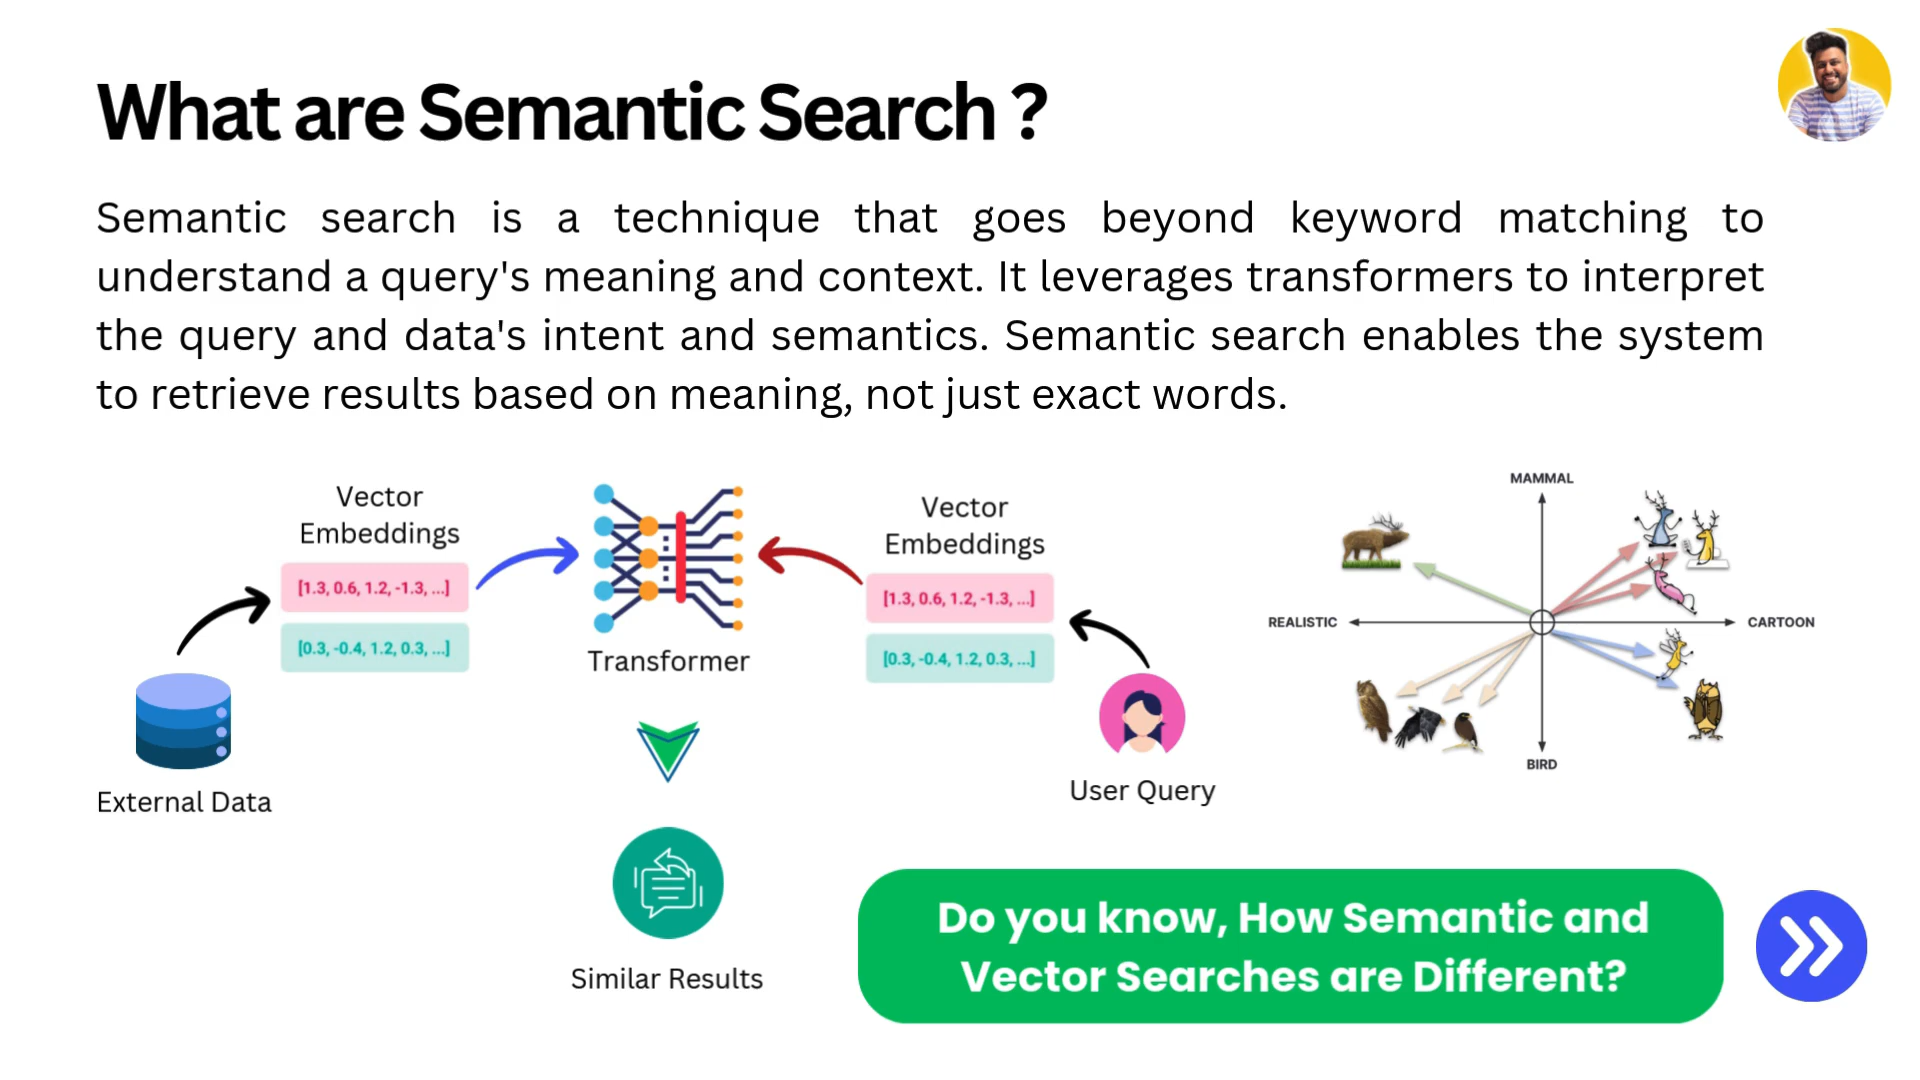 What are Semantic Search ?
Semantic search is a technique that goes beyond keyword matching to
understand a query's meaning and context. It leverages transformers to interpret
the query and data's intent and semantics. Semantic search enables the system
to retrieve results based on meaning, not just exact words.
Vector
Embeddings
[1.3, 0.6, 1.2, -1.3, ...]
[0.3, -0.4, 1.2, 0.3, ...]
External Data
Transformer
Similar Results
Vector
Embeddings
[1.3, 0.6, 1.2, -1.3, ...]
[0.3, -0.4, 1.2, 0.3, ...]
User Query
MAMMAL
REALISTIC
CARTOON
BIRD
Do you know, How Semantic and
Vector Searches are Different?